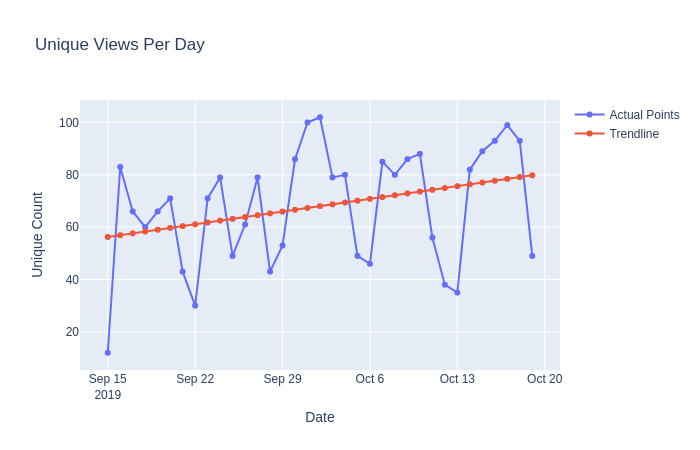 Unique Views Per Day
Actual Points
Trendline
100
80
60
40
20
Unique Count
Sep 15
2019
Sep 22
Sep 29
Oct 6
Oct 13
Oct 20
Date